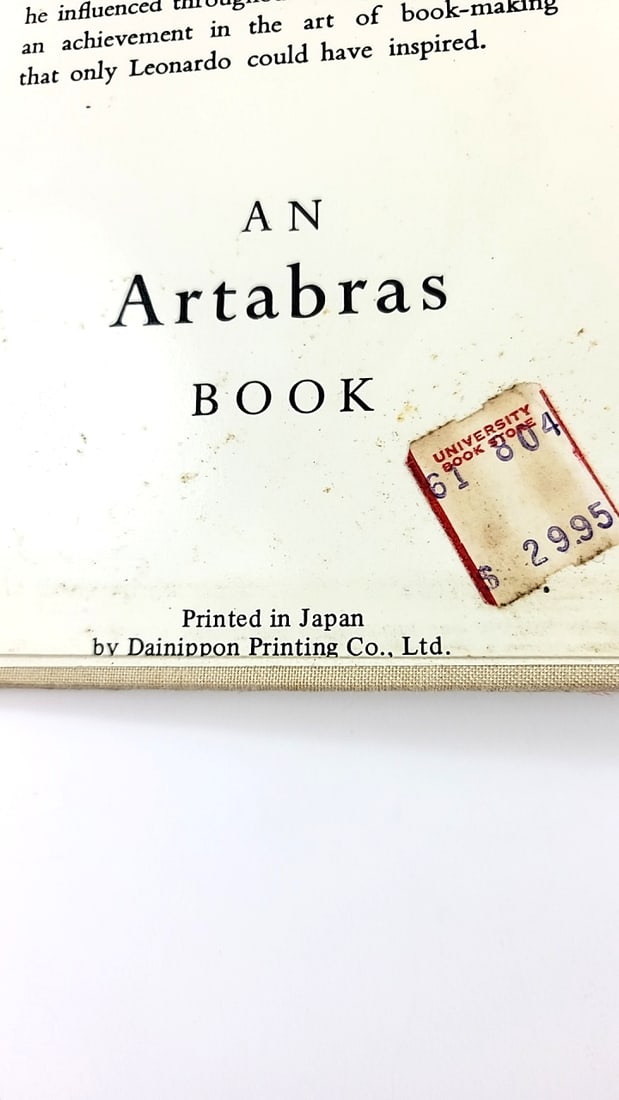 he influenced
an achievement in the art of book-making
that only Leonardo could have inspired.
AN
Artabras
BOOK
UNIVERSITY
BOOK STORE
61 804
$ 29.95
Printed in Japan
by Dainippon Printing Co., Ltd.